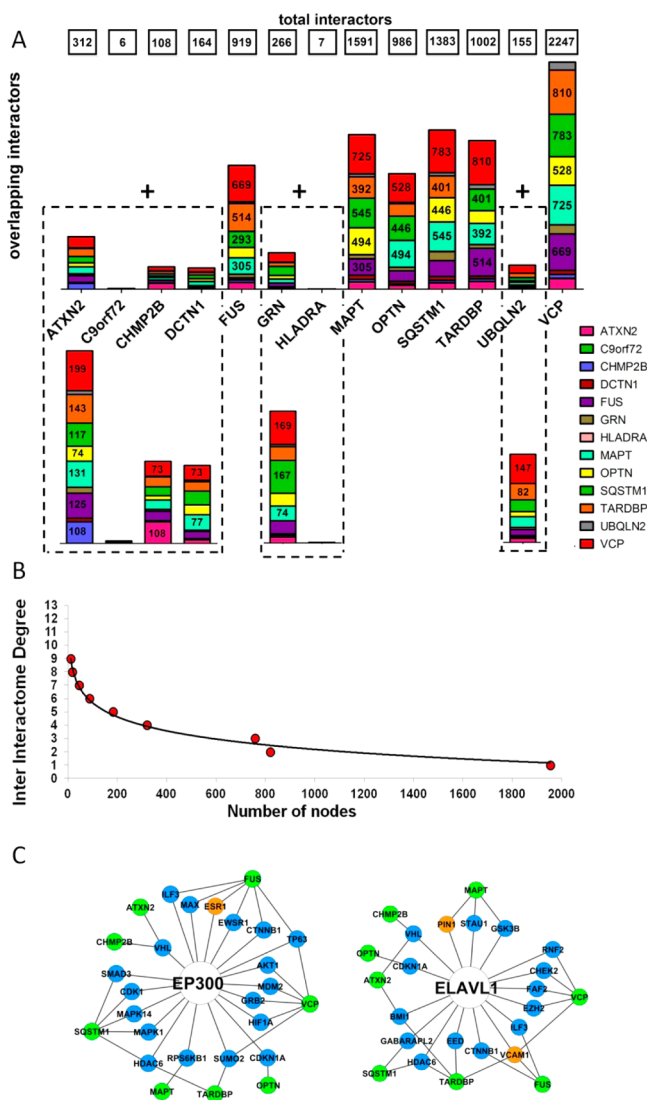 total interactors
A
312 6 108 164 919 266 7 1591 986 1383 1002 155 2247
overlapping interactors
+ + +
669 514 293 305
725 392 545 494 305
528 446 494
783 401 446 545
810 401 392 514
810 783 528 725 669
ATXN2 C9orf72 CHMP2B DCTN1 FUS GRN HLADRA MAPT OPTN SQSTM1 TARDBP UBQLN2 VCP
199 143 117 74 131 125 108
73 108
73 77
169 167 74
147 82
ATXN2
C9orf72
CHMP2B
DCTN1
FUS
GRN
HLADRA
MAPT
OPTN
SQSTM1
TARDBP
UBQLN2
VCP
B
Inter Interactome Degree
13
12
11
10
9
8
7
6
5
4
3
2
1
0
0 200 400 600 800 1000 1200 1400 1600 1800 2000
Number of nodes
C
FUS
ILF3
MAX
ESR1
ATXN2
EWSR1
CTNNB1
TP63
CHMP2B
VHL
AKT1
SMAD3
EP300
MDM2
CDK1
GRB2
VCP
MAPK14
HIF1A
SQSTM1
MAPK1
HDAC6
RPS6KB1
SUMO2
CDKN1A
MAPT
TARDBP
OPTN
MAPT
CHMP2B
PIN1
STAU1
GSK3B
VHL
OPTN
RNF2
CDKN1A
CHEK2
ATXN2
ELAVL1
FAF2
VCP
EZH2
BMI1
ILF3
GABARAPL2
EED
CTNNB1
VCAM1
HDAC6
SQSTM1
TARDBP
FUS